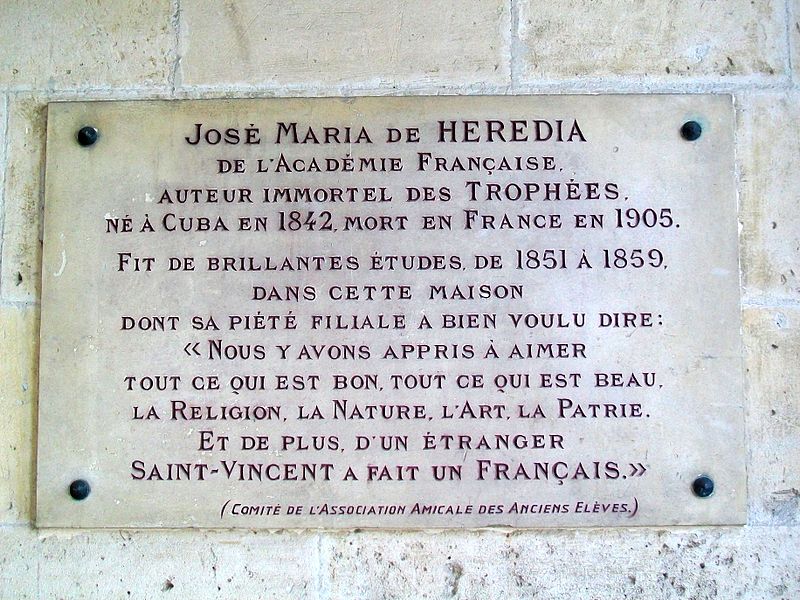 JOSÉ MARIA DE HEREDIA
DE L'ACADÉMIE FRANÇAISE,
AUTEUR IMMORTEL DES TROPHÉES,
NÉ À CUBA EN 1842, MORT EN FRANCE EN 1905.
FIT DE BRILLANTES ÉTUDES, DE 1851 À 1859,
DANS CETTE MAISON
DONT SA PIÉTÉ FILIALE A BIEN VOULU DIRE:
« NOUS Y AVONS APPRIS À AIMER
TOUT CE QUI EST BON, TOUT CE QUI EST BEAU,
LA RELIGION, LA NATURE, L'ART, LA PATRIE.
ET DE PLUS, D'UN ÉTRANGER
SAINT-VINCENT A FAIT UN FRANÇAIS.»
(COMITÉ DE L'ASSOCIATION AMICALE DES ANCIENS ELÈVES.)